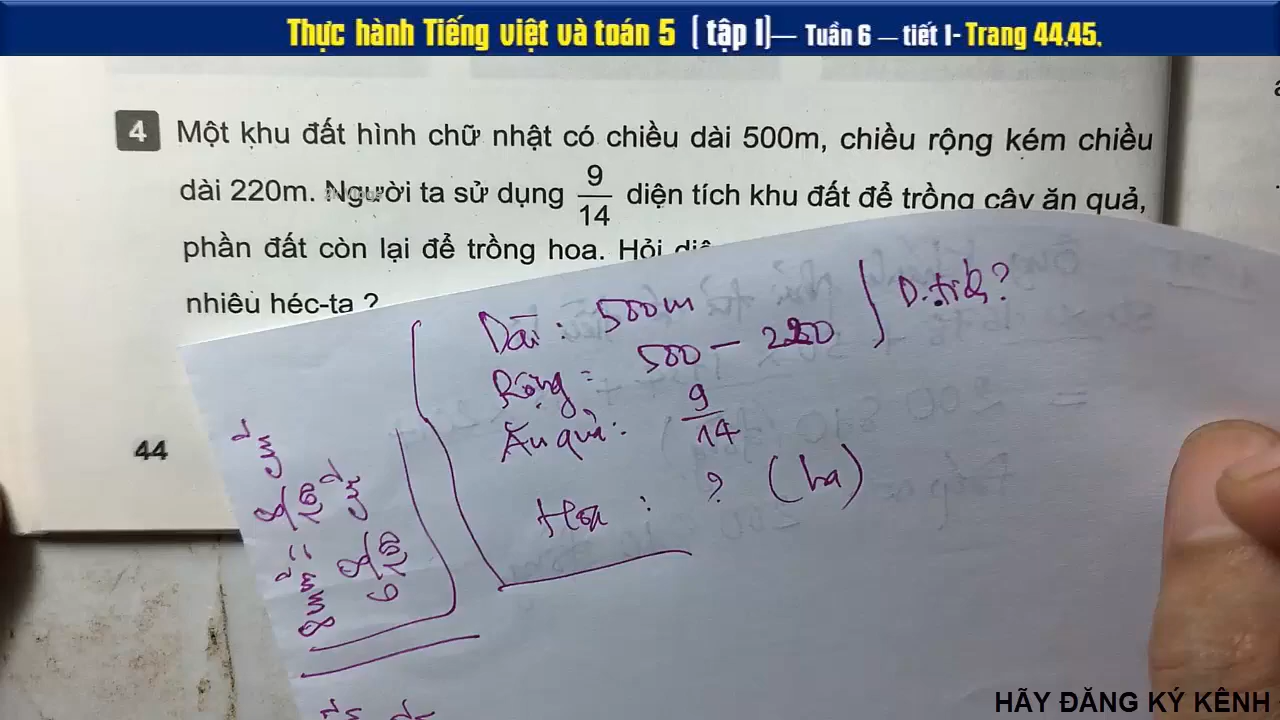 Thực hành Tiếng việt và toán 5 ( tập I)— Tuần 6 — tiết 1- Trang 44.45.
4 Một khu đất hình chữ nhật có chiều dài 500m, chiều rộng kém chiều
dài 220m. Người ta sử dụng 9/14 diện tích khu đất để trồng cây ăn quả,
phần đất còn lại để trồng hoa. Hỏi
nhiêu héc-ta ?
Dài : 500m
Rộng = 500 - 220
D.tích?
Ăn quả: 9/14
Hoa : ? (ha)
44
HÃY ĐĂNG KÝ KÊNH